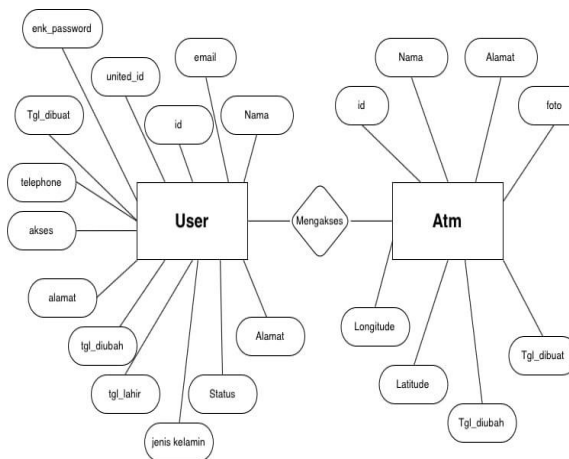 enk_password
united_id
email
Nama
Alamat
Tgl_dibuat
id
Nama
id
foto
telephone
akses
User
Mengakses
Atm
alamat
tgl_diubah
Alamat
Longitude
tgl_lahir
Status
Latitude
Tgl_dibuat
jenis kelamin
Tgl_diubah